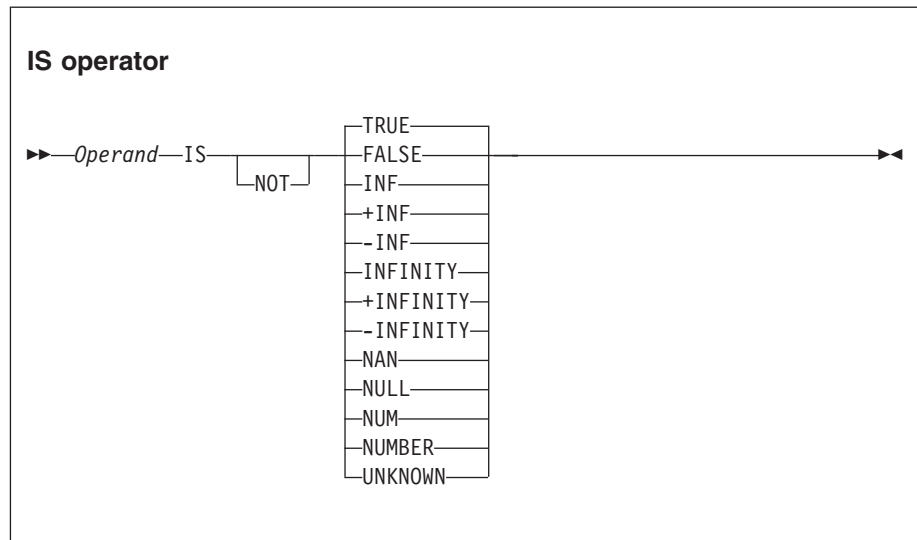 IS operator
TRUE
Operand IS FALSE
NOT INF
+INF
-INF
INFINITY
+INFINITY
-INFINITY
NAN
NULL
NUM
NUMBER
UNKNOWN